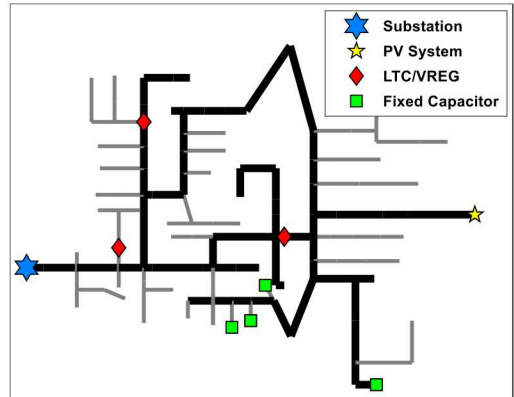 Substation
PV System
LTC/VREG
Fixed Capacitor